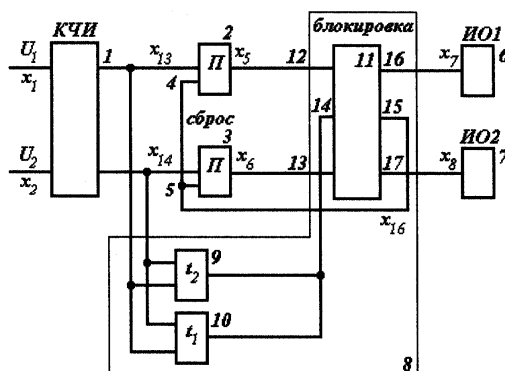 КЧИ
блокировка
ИО1
ИО2
U1
x1
U2
x2
1
x13
x14
2
П
4
x5
сброс
3
П
5
x6
12
13
14
11
16
15
17
x7
6
x8
7
x16
t2
9
t1
10
8